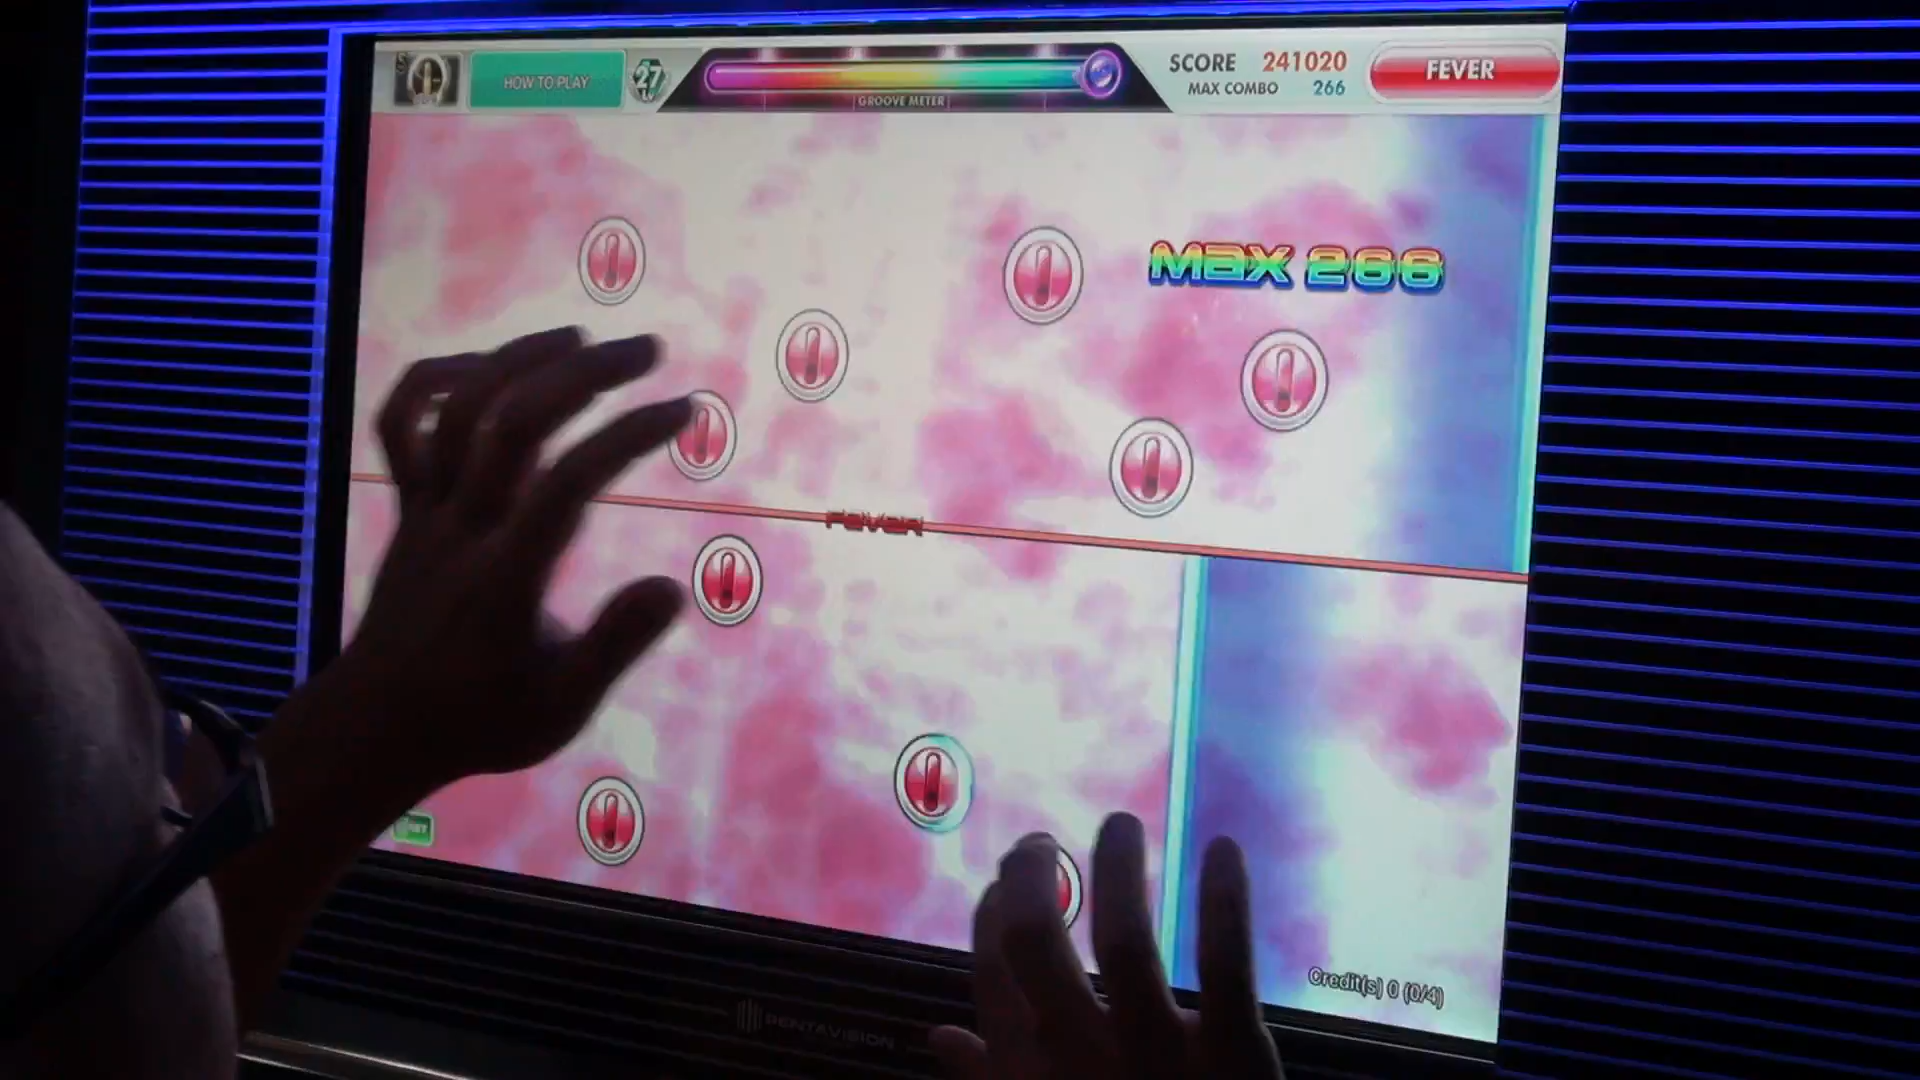 HOW TO PLAY
27
LV
GROOVE METER
SCORE 241020
MAX COMBO 266
FEVER
MAX 266
FEVER
Credit(s) 0 (0/4)
PENTAVISION